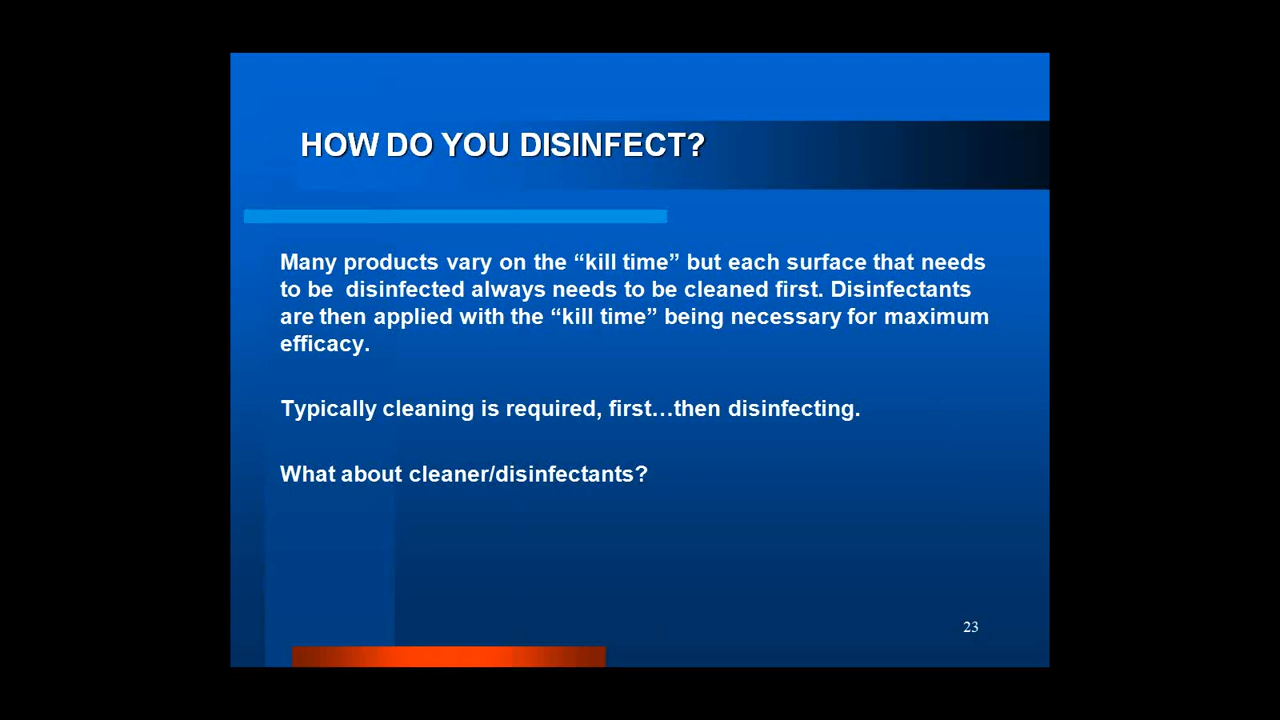 HOW DO YOU DISINFECT?
Many products vary on the “kill time” but each surface that needs
to be  disinfected always needs to be cleaned first. Disinfectants
are then applied with the “kill time” being necessary for maximum
efficacy.
Typically cleaning is required, first…then disinfecting.
What about cleaner/disinfectants?
23